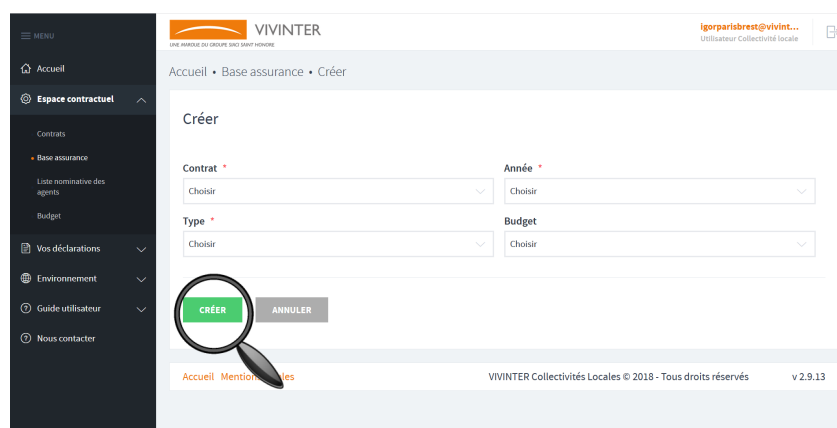 MENU
Accueil
Espace contractuel
Contrats
Base assurance
Liste nominative des
agents
Budget
Vos déclarations
Environnement
Guide utilisateur
Nous contacter
VIVINTER
UNE MARQUE DU GROUPE SIACI SAINT HONORE
igorparisbrest@vivint...
Utilisateur Collectivité locale
Accueil • Base assurance • Créer
Créer
Contrat *
Année *
Choisir
Choisir
Type *
Budget
Choisir
Choisir
CRÉER
ANNULER
Accueil
VIVINTER Collectivités Locales © 2018 - Tous droits réservés
v 2.9.13